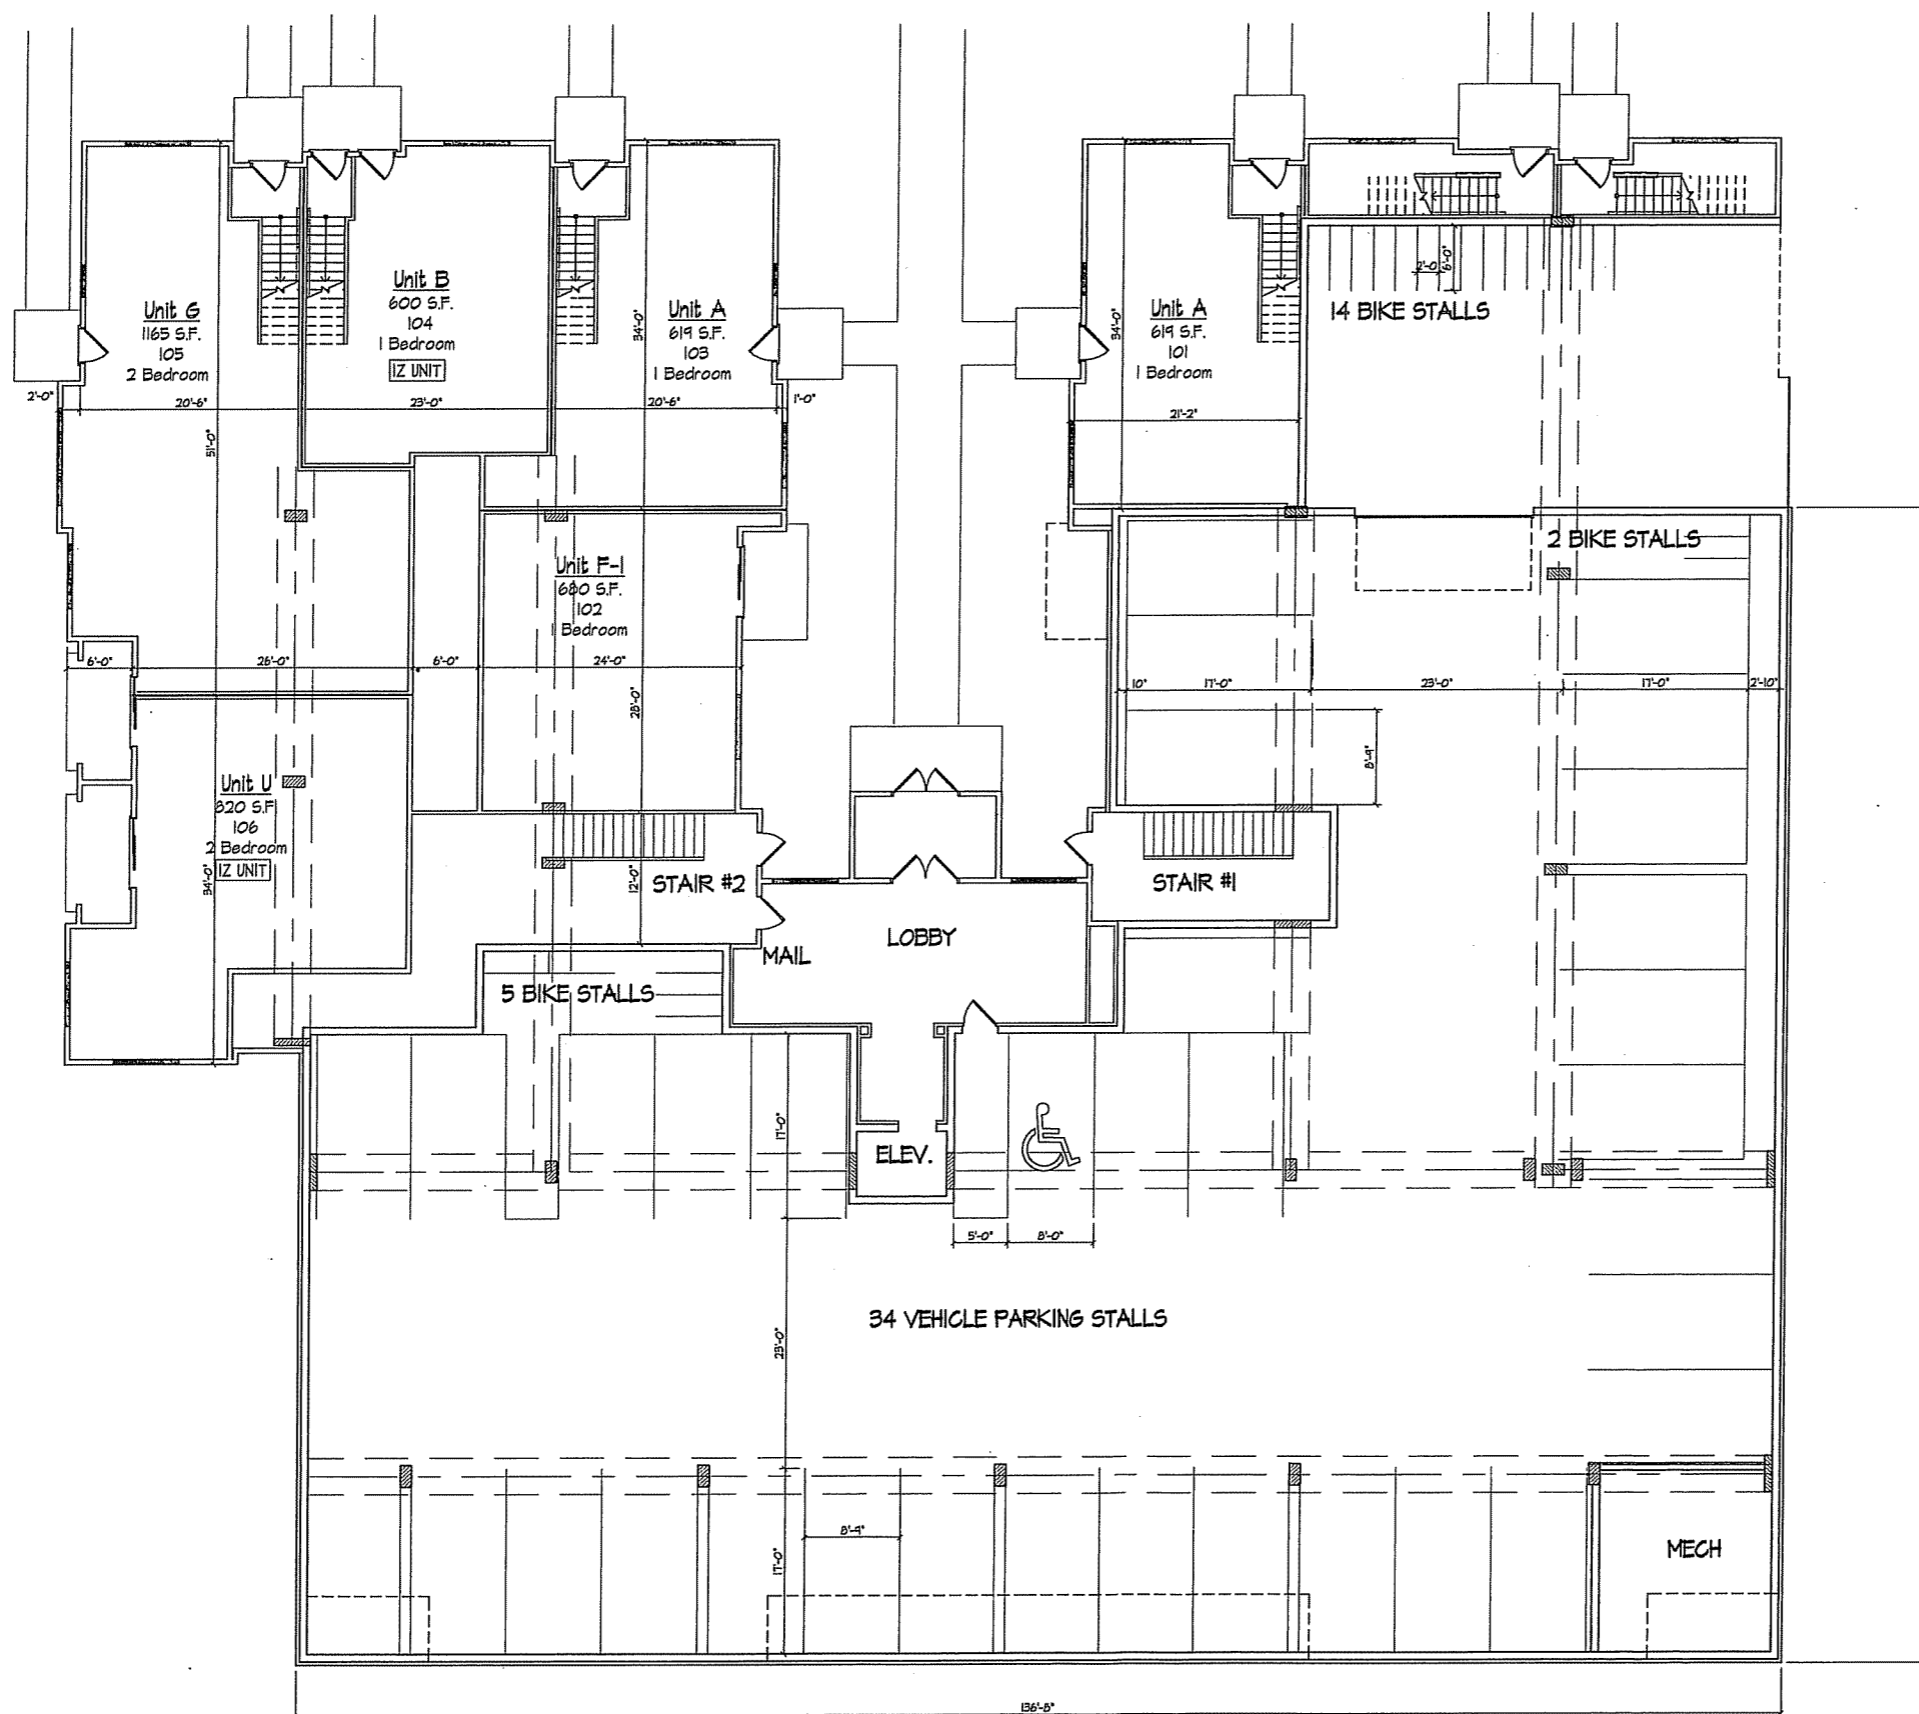 Unit G
1165 S.F.
105
2 Bedroom
Unit B
600 S.F.
104
1 Bedroom
IZ UNIT
Unit A
619 S.F.
103
1 Bedroom
34'-0"
Unit A
619 S.F.
101
1 Bedroom
34'-0"
2'-0"
6'-0"
14 BIKE STALLS
2'-0"
20'-6"
23'-0"
20'-6"
1'-0"
21'-2"
51'-0"
2 BIKE STALLS
Unit F-1
680 S.F.
102
1 Bedroom
6'-0"
26'-0"
6'-0"
24'-0"
28'-0"
10"
17'-0"
23'-0"
17'-0"
2'-10"
8'-9"
Unit U
820 S.F.
106
2 Bedroom
IZ UNIT
34'-0"
12'-0"
STAIR #2
STAIR #1
LOBBY
MAIL
5 BIKE STALLS
17'-0"
ELEV.
5'-0"
8'-0"
34 VEHICLE PARKING STALLS
23'-0"
8'-9"
17'-0"
MECH
136'-8"